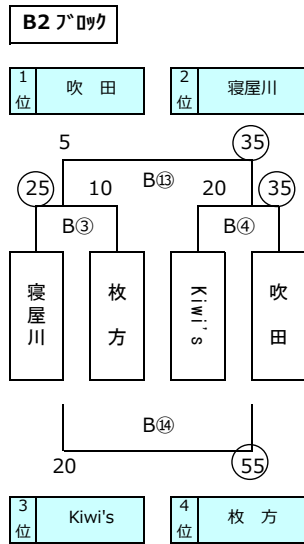 B2 ﾌﾞﾛｯｸ
1位 吹 田 2位 寝屋川
5 35
B⑬
25 10 20 35
B③ B④
寝屋川 枚方 Kiwi's 吹田
B⑭
20 55
3位 Kiwi's 4位 枚 方